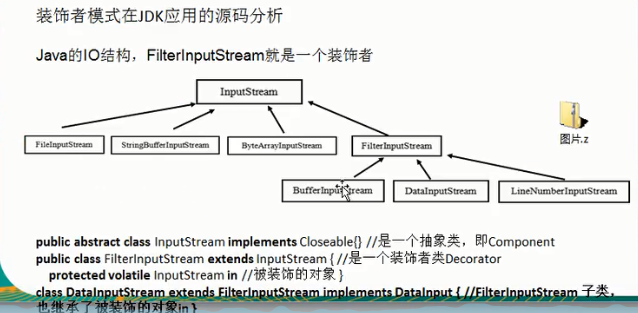 装饰者模式在JDK应用的源码分析
Java的IO结构，FilterInputStream就是一个装饰者
InputStream
图片.z
FileInputStream
StringBufferInputStream
ByteArrayInputStream
FilterInputStream
BufferInputStream
DataInputStream
LineNumberInputStream
public abstract class InputStream implements Closeable{} //是一个抽象类，即Component
public class FilterInputStream extends InputStream { //是一个装饰者类Decorator
protected volatile InputStream in //被装饰的对象 }
class DataInputStream extends FilterInputStream implements DataInput { //FilterInputStream 子类，
也继承了被装饰的对象in }